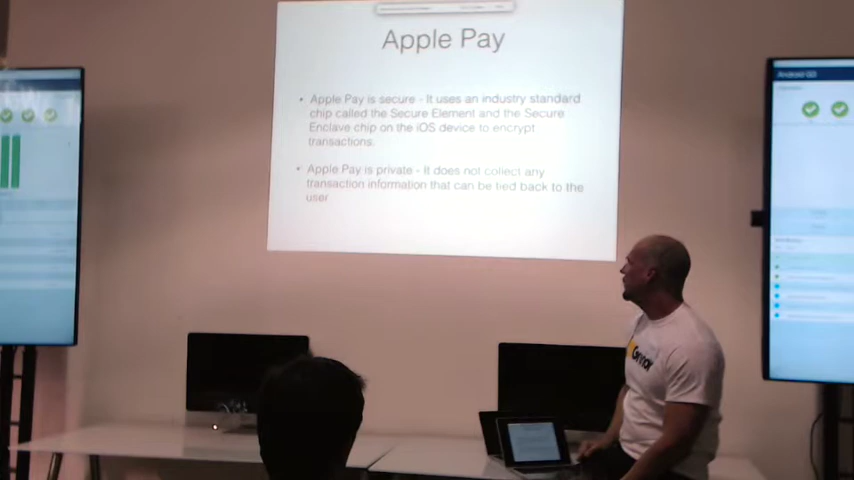 Apple Pay
• Apple Pay is secure - It uses an industry standard
chip called the Secure Element and the Secure
Enclave chip on the iOS device to encrypt
transactions.
• Apple Pay is private - It does not collect any
transaction information that can be tied back to the
user
Android